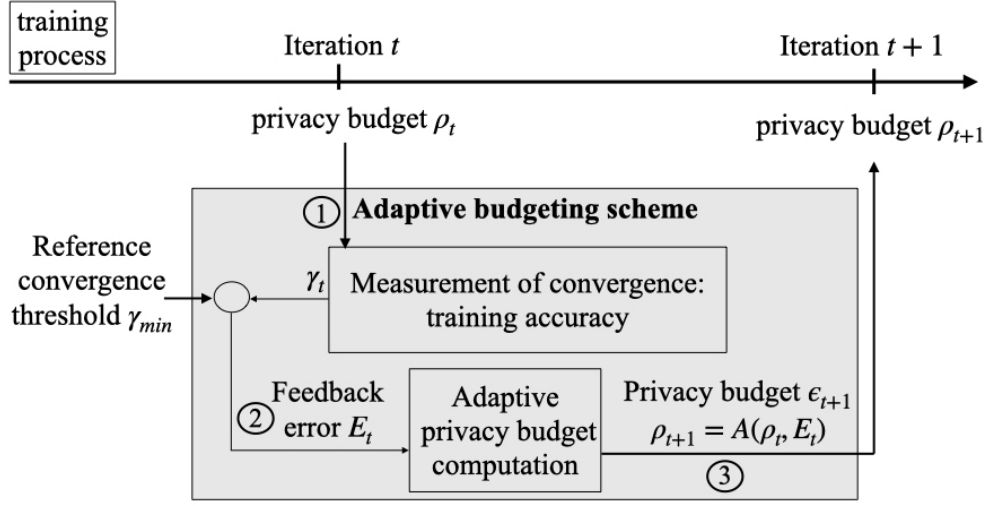 training
process
Iteration t
Iteration t + 1
privacy budget ρ_t
privacy budget ρ_{t+1}
① Adaptive budgeting scheme
Reference
convergence
threshold γ_{min}
γ_t
Measurement of convergence:
training accuracy
② Feedback
error E_t
Adaptive
privacy budget
computation
Privacy budget ϵ_{t+1}
ρ_{t+1} = A(ρ_t, E_t)
③